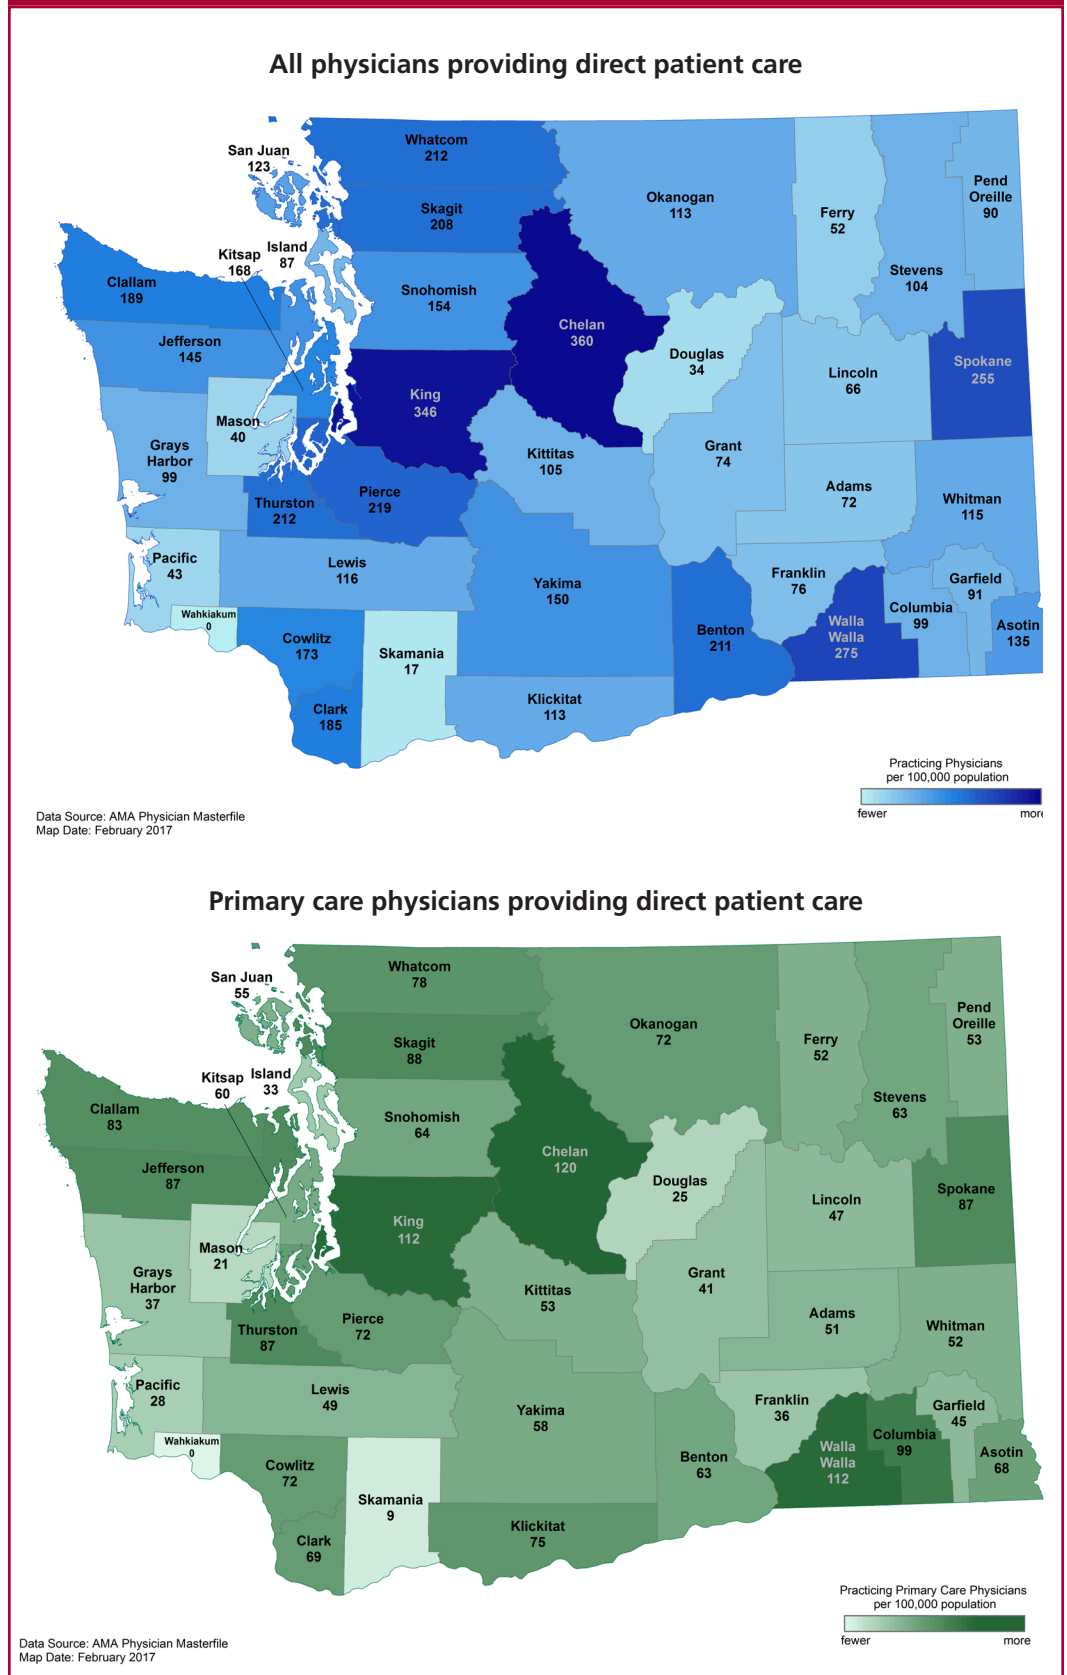 All physicians providing direct patient care
Whatcom
212
San Juan
123
Skagit
208
Okanogan
113
Ferry
52
Pend
Oreille
90
Stevens
104
Kitsap
168
Island
87
Clallam
189
Snohomish
154
Chelan
360
Jefferson
145
Douglas
34
Lincoln
66
Spokane
255
King
346
Mason
40
Grays
Harbor
99
Kittitas
105
Grant
74
Adams
72
Whitman
115
Thurston
212
Pierce
219
Pacific
43
Lewis
116
Yakima
150
Franklin
76
Garfield
91
Wahkiakum
0
Columbia
99
Asotin
135
Walla
Walla
275
Benton
211
Cowlitz
173
Skamania
17
Clark
185
Klickitat
113
Practicing Physicians
per 100,000 population
fewer
more
Data Source: AMA Physician Masterfile
Map Date: February 2017
Primary care physicians providing direct patient care
Whatcom
78
San Juan
55
Skagit
88
Okanogan
72
Ferry
52
Pend
Oreille
53
Stevens
63
Kitsap
60
Island
33
Clallam
83
Snohomish
64
Chelan
120
Jefferson
87
Douglas
25
Lincoln
47
Spokane
87
King
112
Mason
21
Grays
Harbor
37
Kittitas
53
Grant
41
Adams
51
Whitman
52
Thurston
87
Pierce
72
Pacific
28
Lewis
49
Yakima
58
Franklin
36
Garfield
45
Wahkiakum
0
Columbia
99
Asotin
68
Walla
Walla
112
Benton
63
Cowlitz
72
Skamania
9
Clark
69
Klickitat
75
Practicing Primary Care Physicians
per 100,000 population
fewer
more
Data Source: AMA Physician Masterfile
Map Date: February 2017